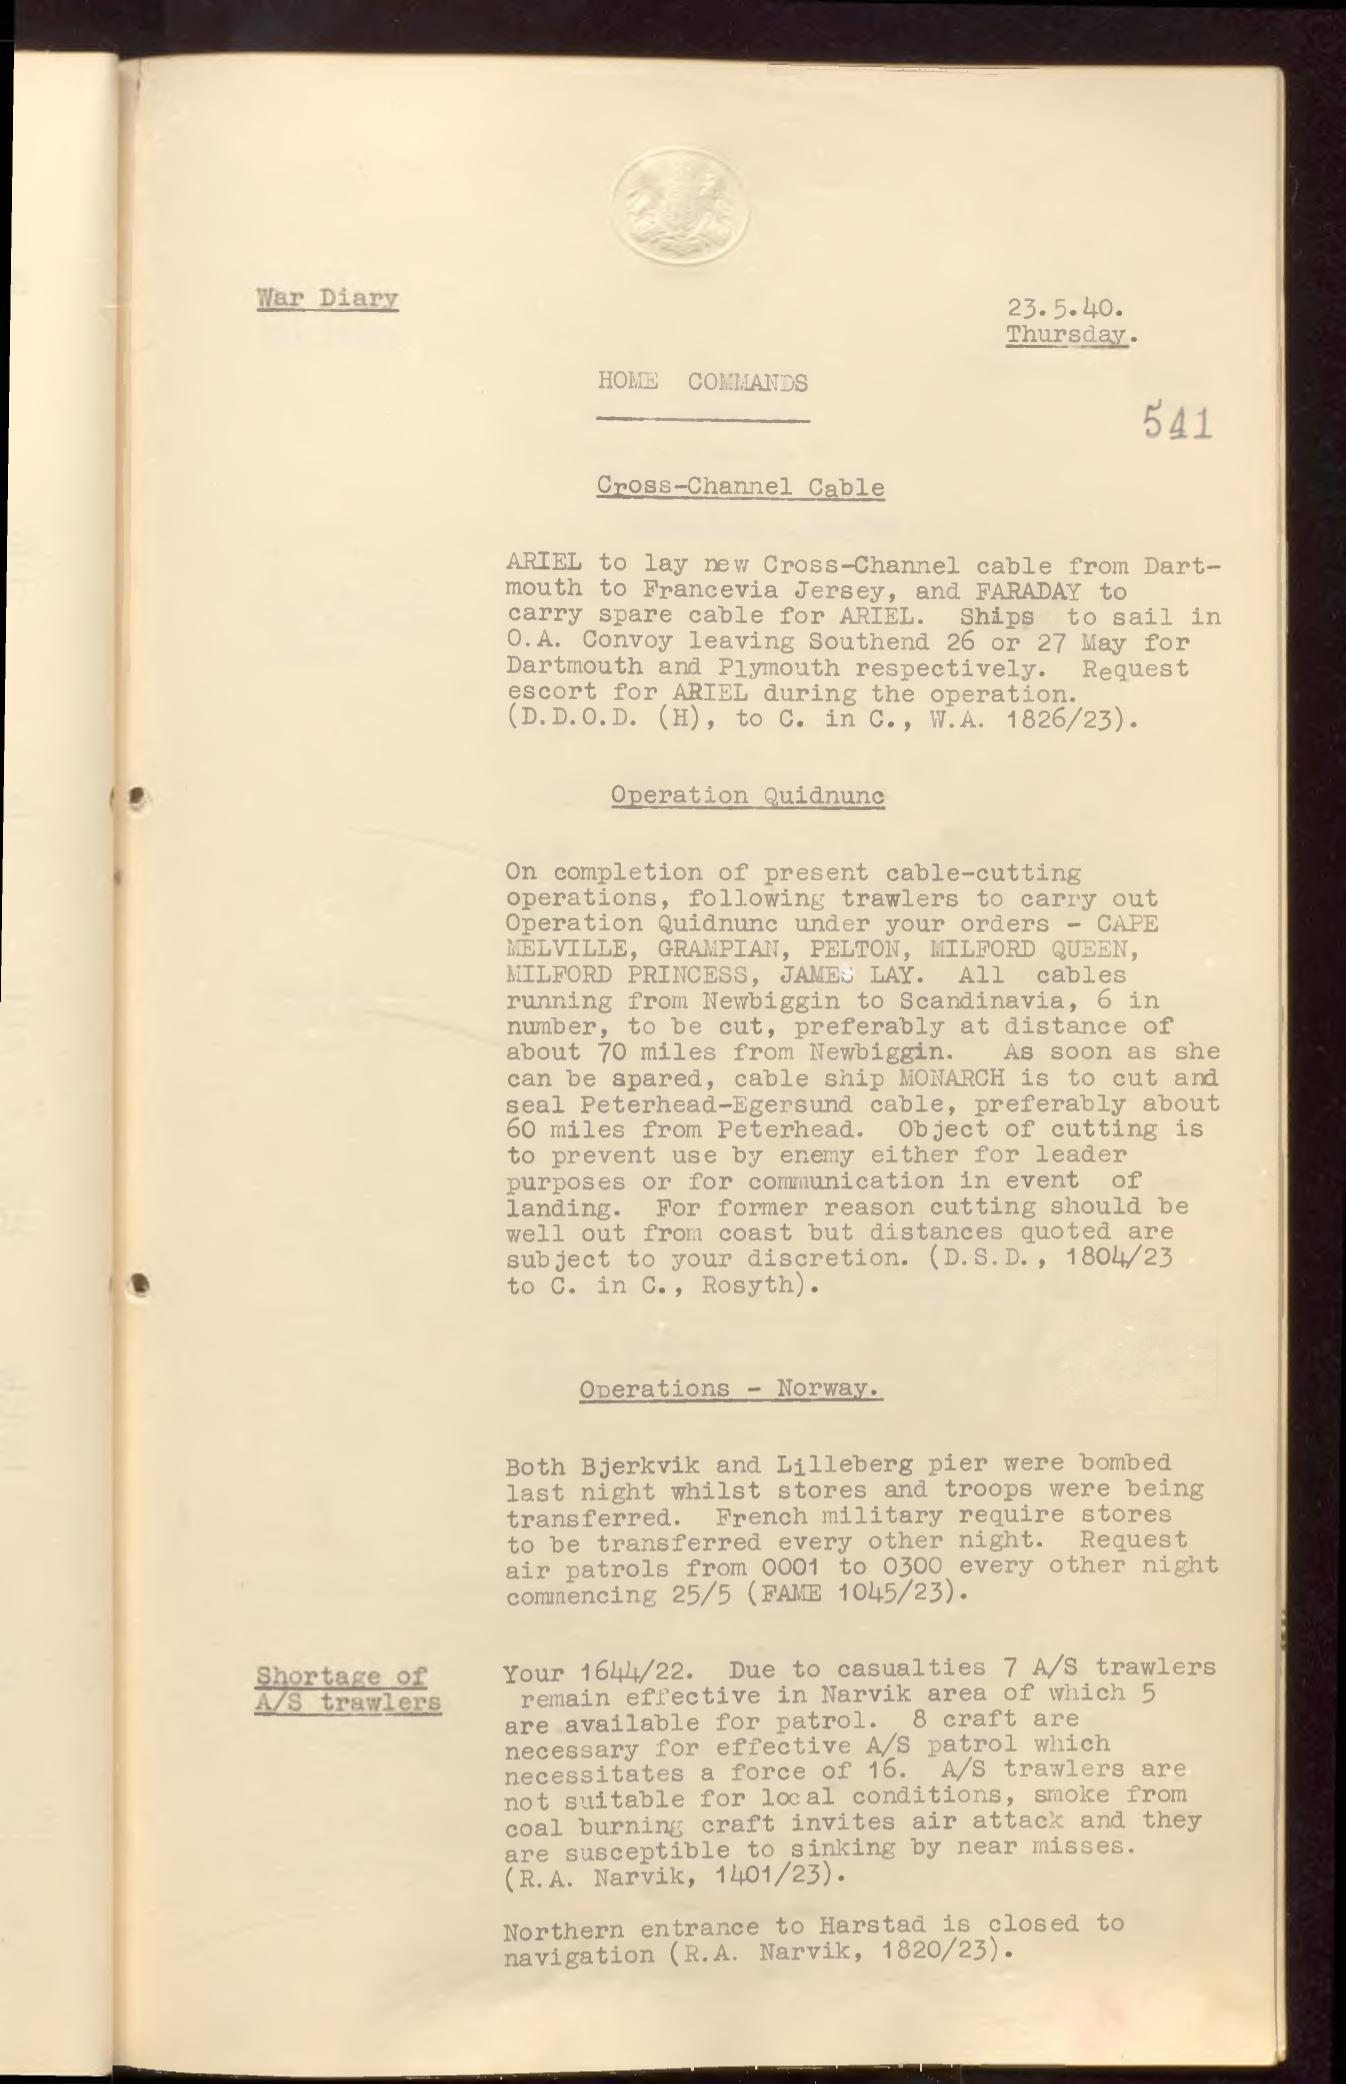 War Diary
23.5.40.
Thursday.
HOME COMMANDS
541
Cross-Channel Cable
ARIEL to lay new Cross-Channel cable from Dart-
mouth to Francevia Jersey, and FARADAY to
carry spare cable for ARIEL. Ships to sail in
O.A. Convoy leaving Southend 26 or 27 May for
Dartmouth and Plymouth respectively. Request
escort for ARIEL during the operation.
(D.D.O.D. (H), to C. in C., W.A. 1826/23).
Operation Quidnunc
On completion of present cable-cutting
operations, following trawlers to carry out
Operation Quidnunc under your orders - CAPE
MELVILLE, GRAMPIAN, PELTON, MILFORD QUEEN,
MILFORD PRINCESS, JAMES LAY. All cables
running from Newbiggin to Scandinavia, 6 in
number, to be cut, preferably at distance of
about 70 miles from Newbiggin. As soon as she
can be spared, cable ship MONARCH is to cut and
seal Peterhead-Egersund cable, preferably about
60 miles from Peterhead. Object of cutting is
to prevent use by enemy either for leader
purposes or for communication in event of
landing. For former reason cutting should be
well out from coast but distances quoted are
subject to your discretion. (D.S.D., 1804/23
to C. in C., Rosyth).
Operations - Norway.
Both Bjerkvik and Lilleberg pier were bombed
last night whilst stores and troops were being
transferred. French military require stores
to be transferred every other night. Request
air patrols from 0001 to 0300 every other night
commencing 25/5 (FAME 1045/23).
Shortage of
A/S trawlers
Your 1644/22. Due to casualties 7 A/S trawlers
remain effective in Narvik area of which 5
are available for patrol. 8 craft are
necessary for effective A/S patrol which
necessitates a force of 16. A/S trawlers are
not suitable for local conditions, smoke from
coal burning craft invites air attack and they
are susceptible to sinking by near misses.
(R.A. Narvik, 1401/23).
Northern entrance to Harstad is closed to
navigation (R.A. Narvik, 1820/23).